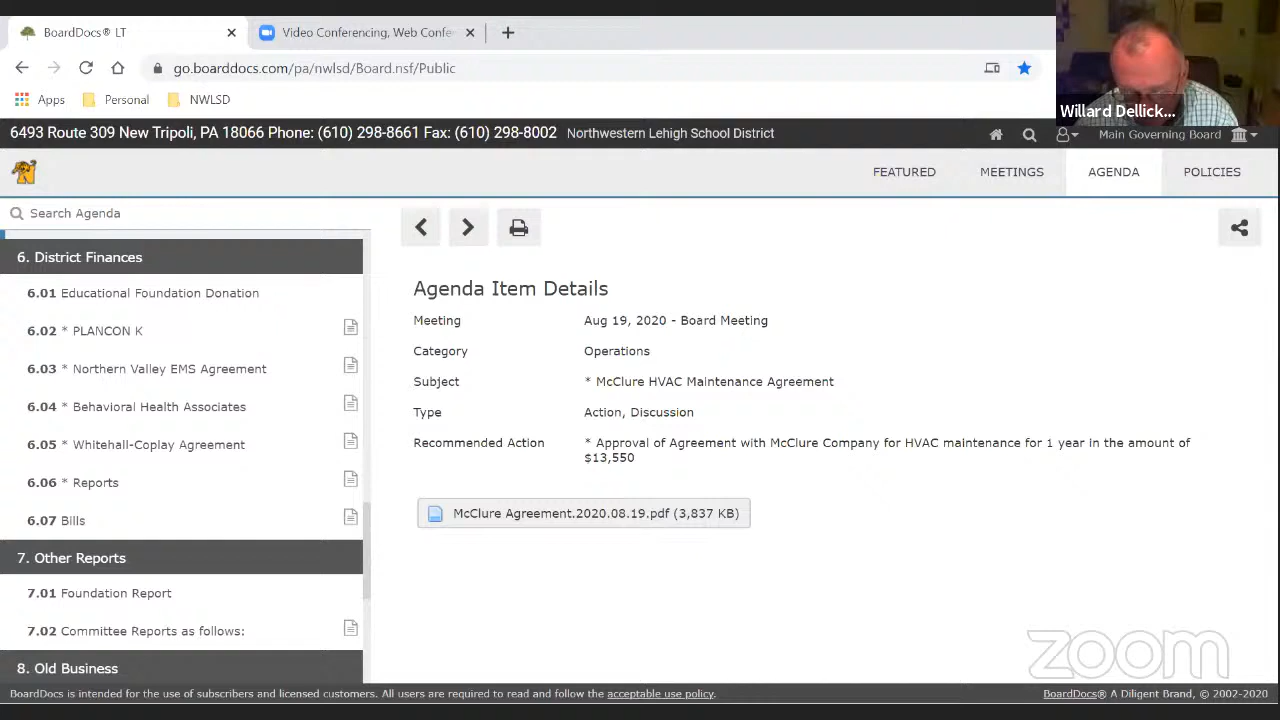 BoardDocs® LT
Video Conferencing, Web Confe
go.boarddocs.com/pa/nwlsd/Board.nsf/Public
Apps Personal NWLSD
Willard Dellick...
6493 Route 309 New Tripoli, PA 18066 Phone: (610) 298-8661 Fax: (610) 298-8002 Northwestern Lehigh School District
Main Governing Board
FEATURED MEETINGS AGENDA POLICIES
Search Agenda
6. District Finances
6.01 Educational Foundation Donation
6.02 * PLANCON K
6.03 * Northern Valley EMS Agreement
6.04 * Behavioral Health Associates
6.05 * Whitehall-Coplay Agreement
6.06 * Reports
6.07 Bills
7. Other Reports
7.01 Foundation Report
7.02 Committee Reports as follows:
8. Old Business
Agenda Item Details
Meeting Aug 19, 2020 - Board Meeting
Category Operations
Subject * McClure HVAC Maintenance Agreement
Type Action, Discussion
Recommended Action * Approval of Agreement with McClure Company for HVAC maintenance for 1 year in the amount of
$13,550
McClure Agreement.2020.08.19.pdf (3,837 KB)
zoom
BoardDocs is intended for the use of subscribers and licensed customers. All users are required to read and follow the acceptable use policy.
BoardDocs® A Diligent Brand, © 2002-2020